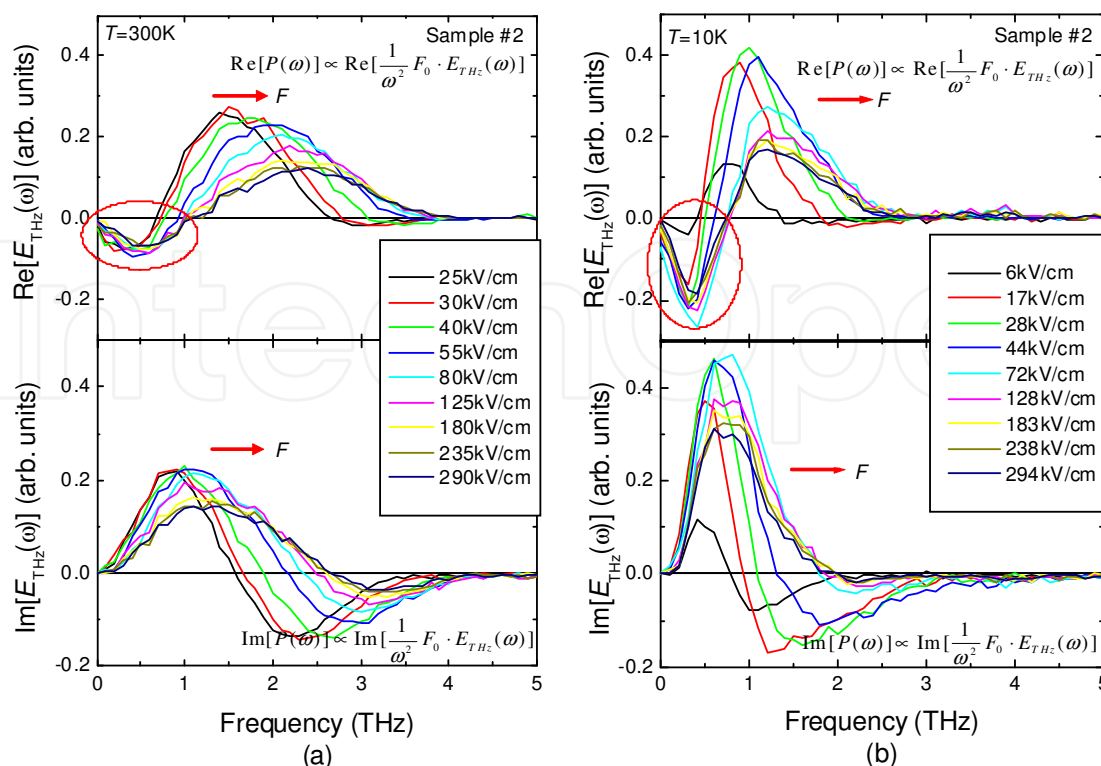 T=300K
Sample #2
Re[P(ω)] ∝ Re[1/ω² F₀ · E_THz(ω)]
F
Re[E_THz(ω)] (arb. units)
0.4
0.2
0.0
-0.2
25kV/cm
30kV/cm
40kV/cm
55kV/cm
80kV/cm
125kV/cm
180kV/cm
235kV/cm
290kV/cm
Im[E_THz(ω)] (arb. units)
0.4
0.2
0.0
-0.2
F
Im[P(ω)] ∝ Im[1/ω² F₀ · E_THz(ω)]
0 1 2 3 4 5
Frequency (THz)
(a)
T=10K
Sample #2
Re[P(ω)] ∝ Re[1/ω² F₀ · E_THz(ω)]
F
Re[E_THz(ω)] (arb. units)
0.4
0.2
0.0
-0.2
6kV/cm
17kV/cm
28kV/cm
44kV/cm
72kV/cm
128kV/cm
183kV/cm
238kV/cm
294kV/cm
Im[E_THz(ω)] (arb. units)
0.4
0.2
0.0
-0.2
F
Im[P(ω)] ∝ Im[1/ω² F₀ · E_THz(ω)]
0 1 2 3 4 5
Frequency (THz)
(b)